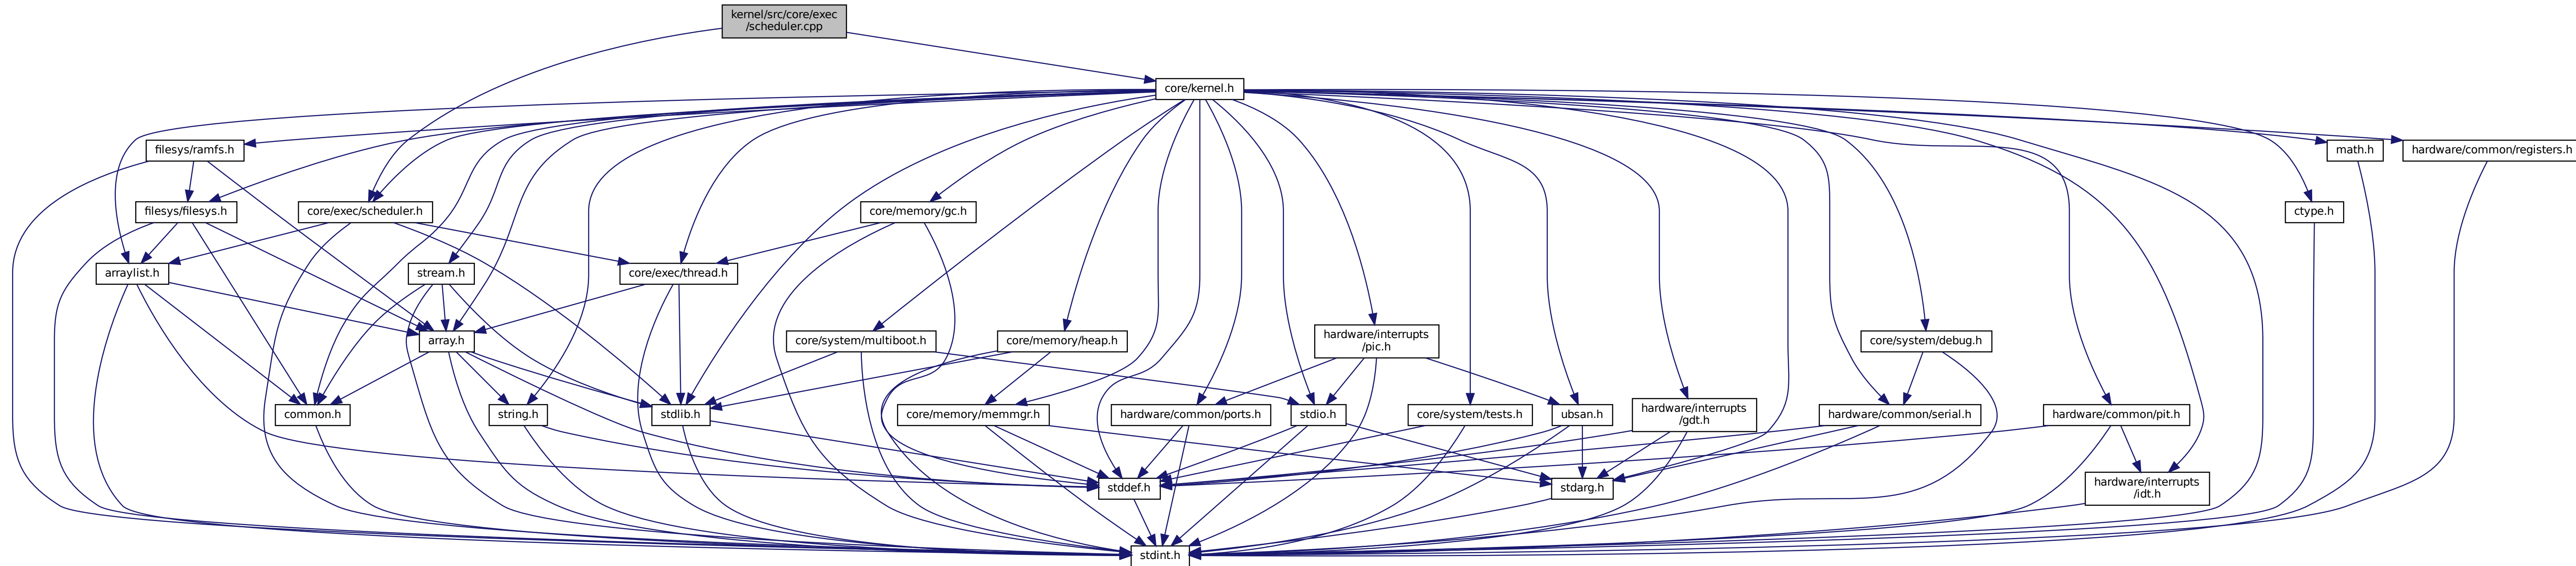 kernel/src/core/exec
/scheduler.cpp
core/kernel.h
filesys/ramfs.h
math.h
hardware/common/registers.h
filesys/filesys.h
core/exec/scheduler.h
core/memory/gc.h
ctype.h
arraylist.h
stream.h
core/exec/thread.h
array.h
core/system/multiboot.h
core/memory/heap.h
hardware/interrupts
/pic.h
core/system/debug.h
common.h
string.h
stdlib.h
core/memory/memmgr.h
hardware/common/ports.h
stdio.h
core/system/tests.h
ubsan.h
hardware/interrupts
/gdt.h
hardware/common/serial.h
hardware/common/pit.h
stddef.h
stdarg.h
hardware/interrupts
/idt.h
stdint.h